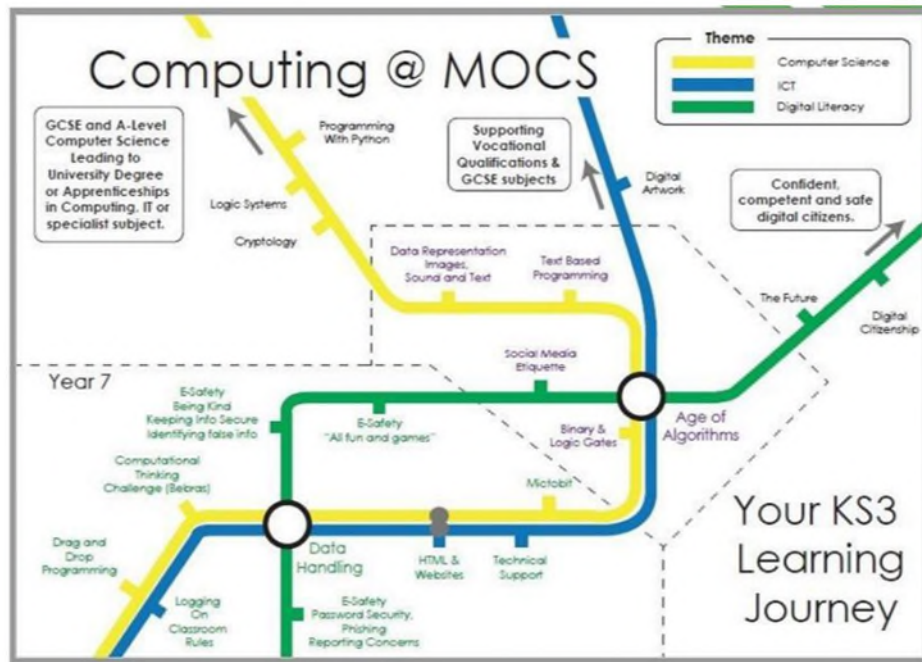 Computing @ MOCS
Theme
Computer Science
ICT
Digital Literacy
GCSE and A-Level
Computer Science
Leading to
University Degree
or Apprenticeships
in Computing, IT or
specialist subject.
Programming
With Python
Logic Systems
Cryptology
Supporting
Vocational
Qualifications &
GCSE subjects
Digital
Artwork
Confident,
competent and safe
digital citizens.
Data Representation
Images,
Sound and Text
Text Based
Programming
The Future
Digital
Citizenship
Year 7
Social Media
Etiquette
E-Safety
Being Kind
Keeping Info Secure
Identifying false info
E-Safety
"All fun and games"
Binary &
Logic Gates
Age of
Algorithms
Computational
Thinking
Challenge (Bebras)
Mictobit
Drag and
Drop
Programming
Data
Handling
HTML &
Websites
Technical
Support
Logging
On
Classroom
Rules
E-Safety
Password Security,
Phishing
Reporting Concerns
Your KS3
Learning
Journey